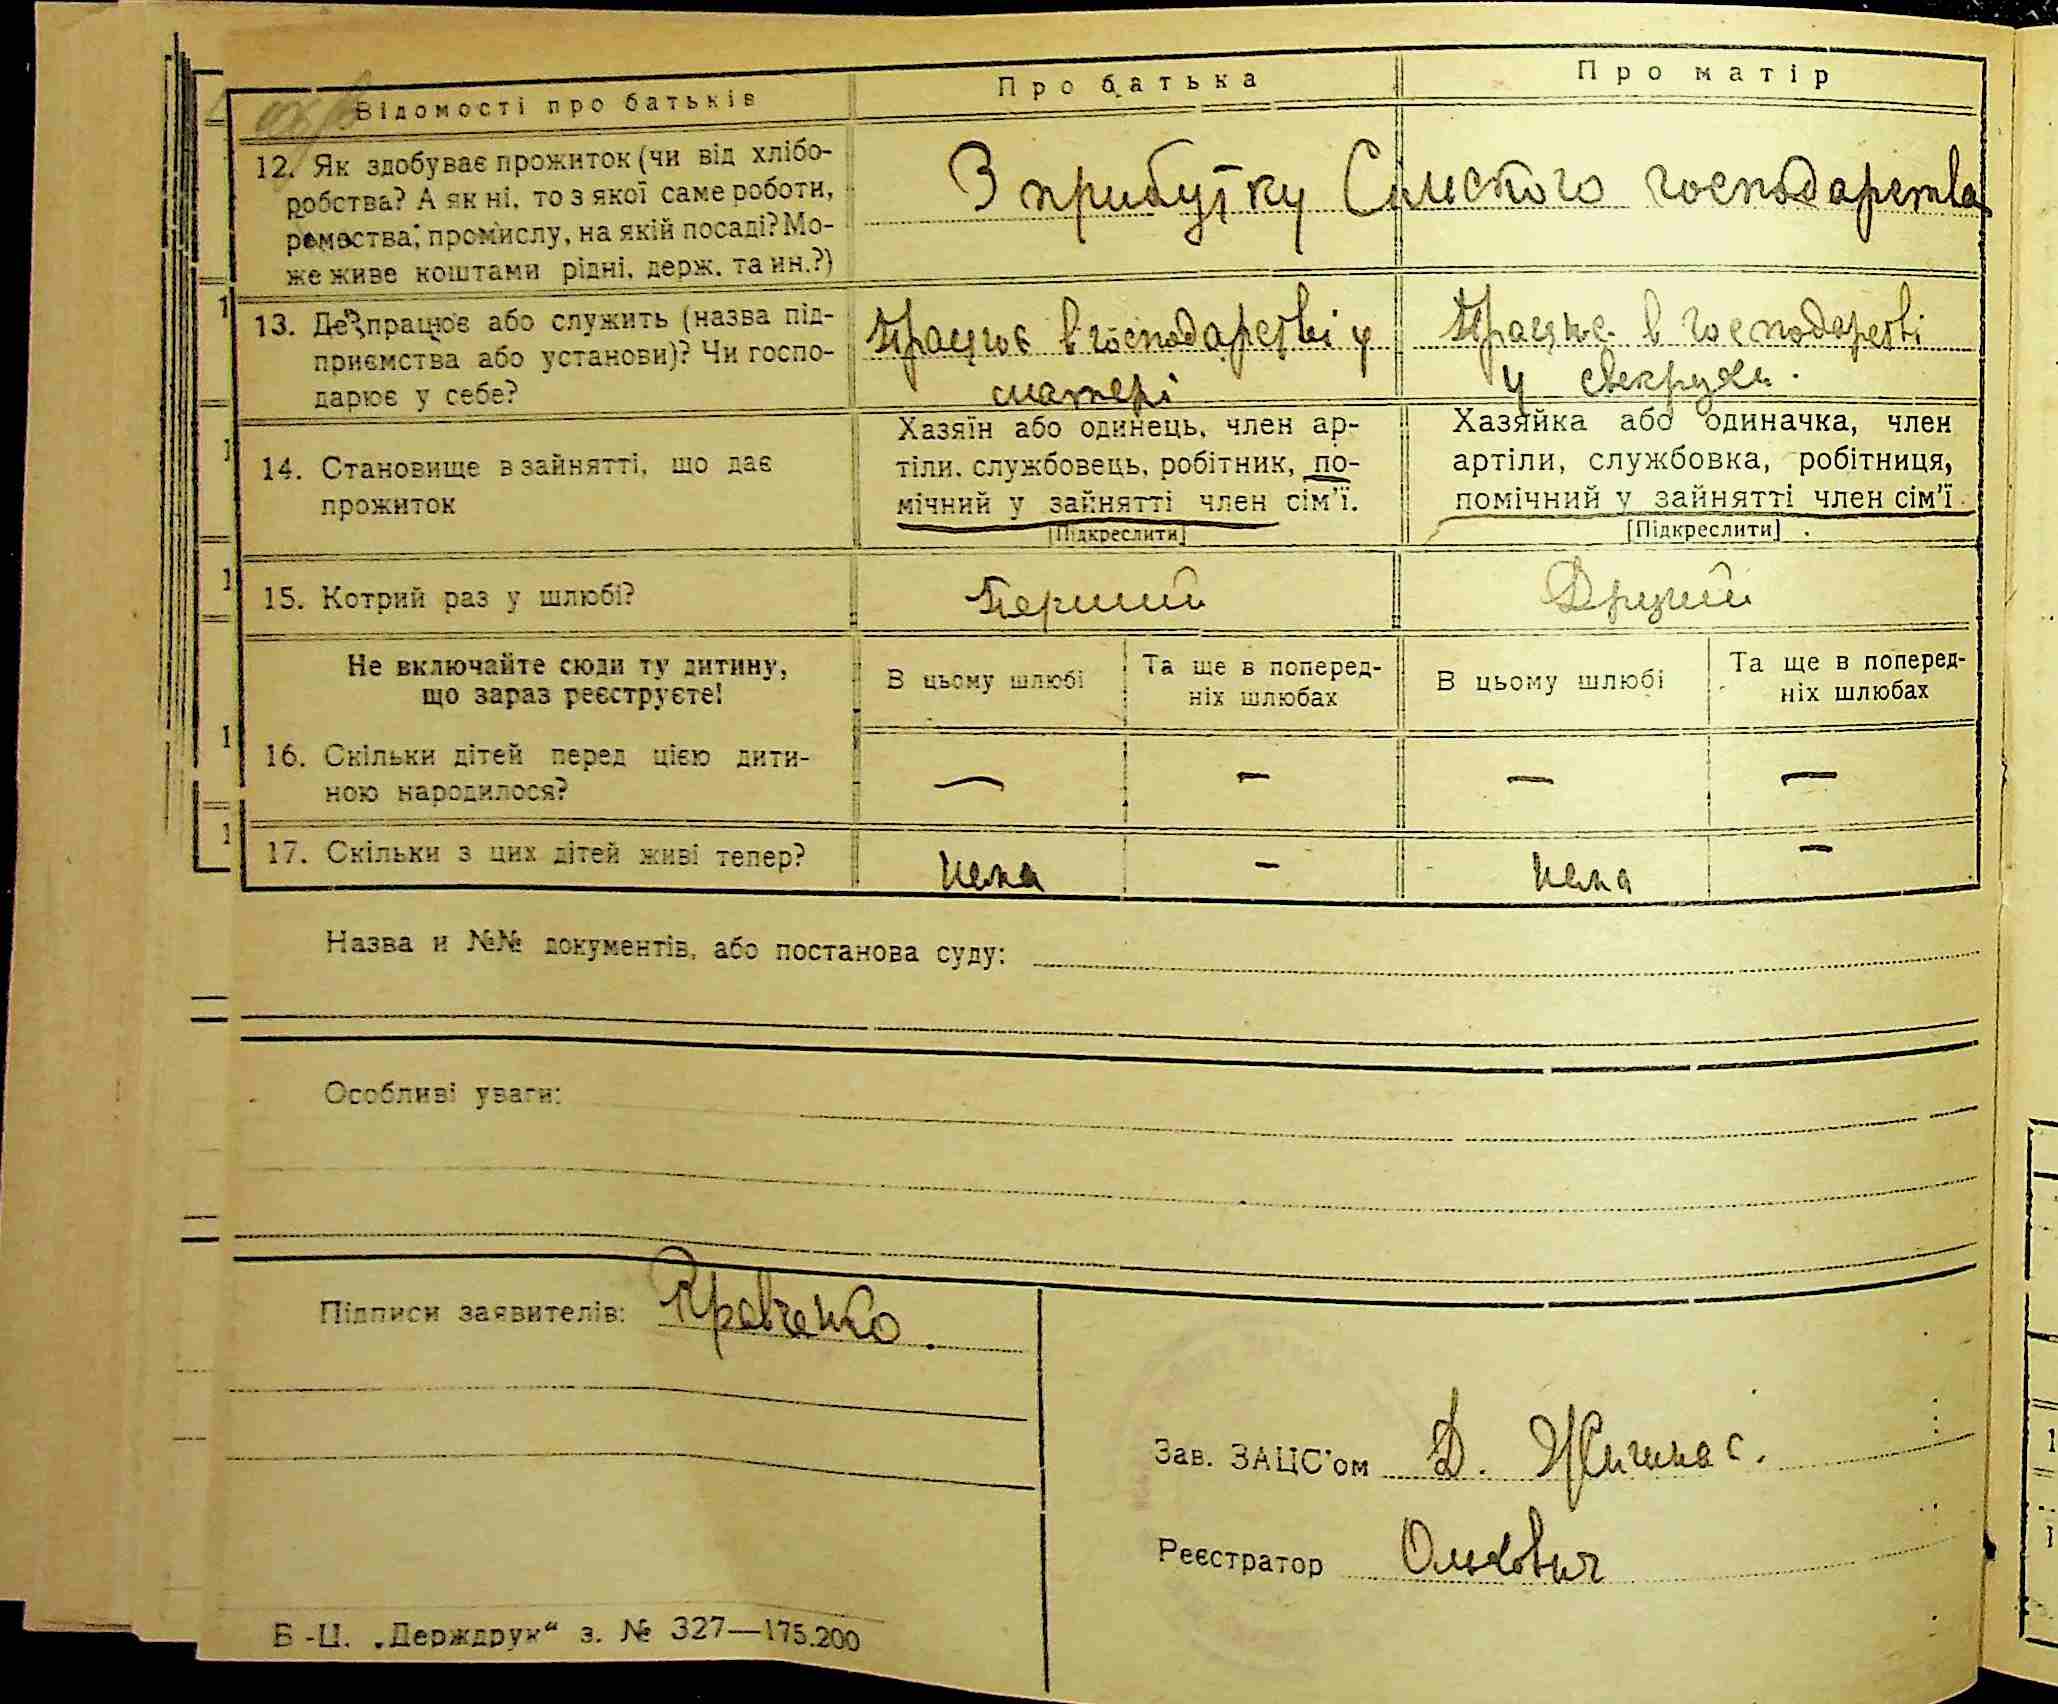 Відомості про батьків
Про батька
Про матір
12. Як здобуває прожиток (чи від хлібо-
робства? А як ні, то з якої саме роботи,
ремества, промислу, на якій посаді? Мо-
же живе коштами рідні, держ. та ин.?)
З прибутку Сільского господарства
13. Де працює або служить (назва під-
приємства або установи)? Чи госпо-
дарює у себе?
Працює в господарстві у
матері
Працює в господарстві
у свекрухи.
14. Становище в зайнятті, що дає
прожиток
Хазяїн або одинець, член ар-
тіли, службовець, робітник, по-
мічний у зайнятті член сім'ї.
[Підкреслити]
Хазяйка або одиначка, член
артіли, службовка, робітниця,
помічний у зайнятті член сім'ї
[Підкреслити]
15. Котрий раз у шлюбі?
Перший
Другий
Не включайте сюди ту дитину,
що зараз реєструєте!
В цьому шлюбі
Та ще в поперед-
ніх шлюбах
В цьому шлюбі
Та ще в поперед-
ніх шлюбах
16. Скільки дітей перед цією дити-
ною народилося?
— — — —
17. Скільки з цих дітей живі тепер?
нема — нема —
Назва и №№ документів, або постанова суду:
Особливі уваги:
Підписи заявителів: Кравченко
Зав. ЗАЦС'ом Д.
Реєстратор
Б-Ц. „Держдрук“ з. № 327—175.200